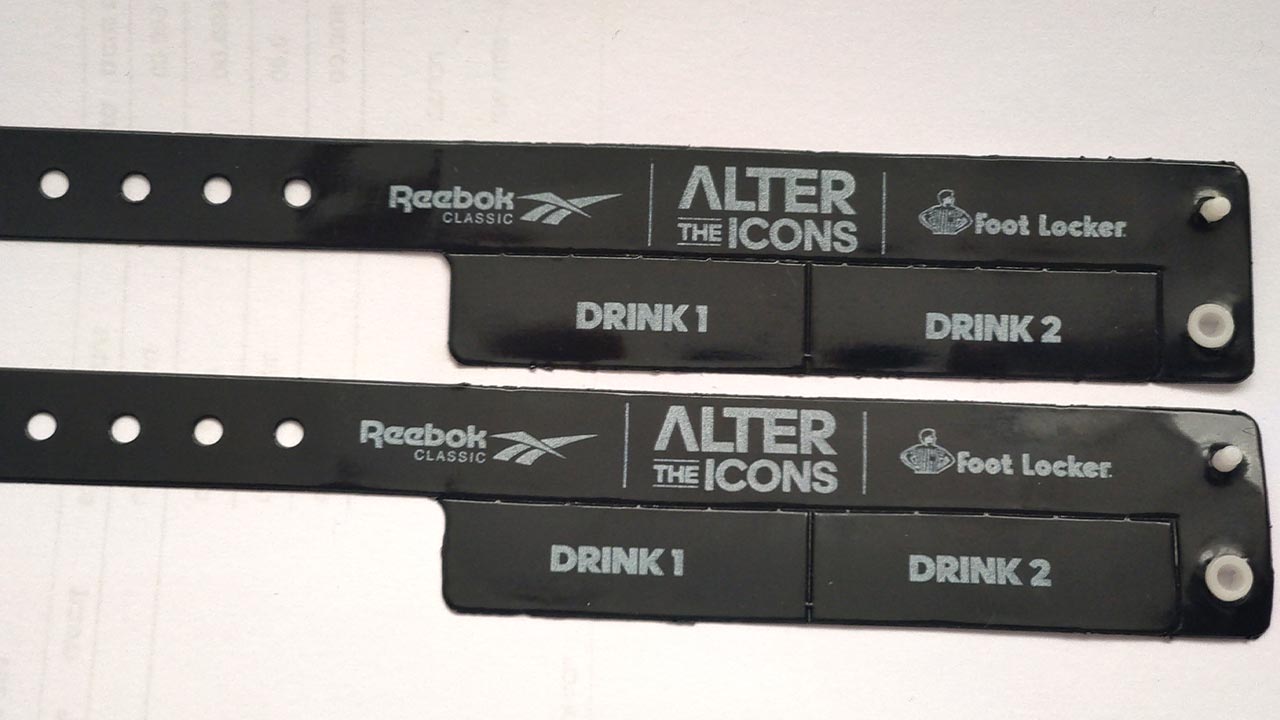 Reebok
CLASSIC
ALTER
THE ICONS
Foot Locker
DRINK 1
DRINK 2
Reebok
CLASSIC
ALTER
THE ICONS
Foot Locker
DRINK 1
DRINK 2